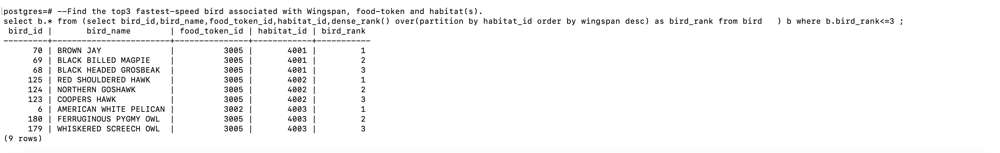 [postgres=# --Find the top3 fastest-speed bird associated with Wingspan, food-token and habitat(s).
select b.* from (select bird_id,bird_name,food_token_id,habitat_id,dense_rank() over(partition by habitat_id order by wingspan desc) as bird_rank from bird   ) b where b.bird_rank<=3 ;
 bird_id |       bird_name        | food_token_id | habitat_id | bird_rank
---------+------------------------+---------------+------------+-----------
      70 | BROWN JAY              |          3005 |       4001 |         1
      69 | BLACK BILLED MAGPIE    |          3005 |       4001 |         2
      68 | BLACK HEADED GROSBEAK  |          3005 |       4001 |         3
     125 | RED SHOULDERED HAWK    |          3005 |       4002 |         1
     124 | NORTHERN GOSHAWK       |          3005 |       4002 |         2
     123 | COOPERS HAWK           |          3005 |       4002 |         3
       6 | AMERICAN WHITE PELICAN |          3002 |       4003 |         1
     180 | FERRUGINOUS PYGMY OWL  |          3005 |       4003 |         2
     179 | WHISKERED SCREECH OWL  |          3005 |       4003 |         3
(9 rows)